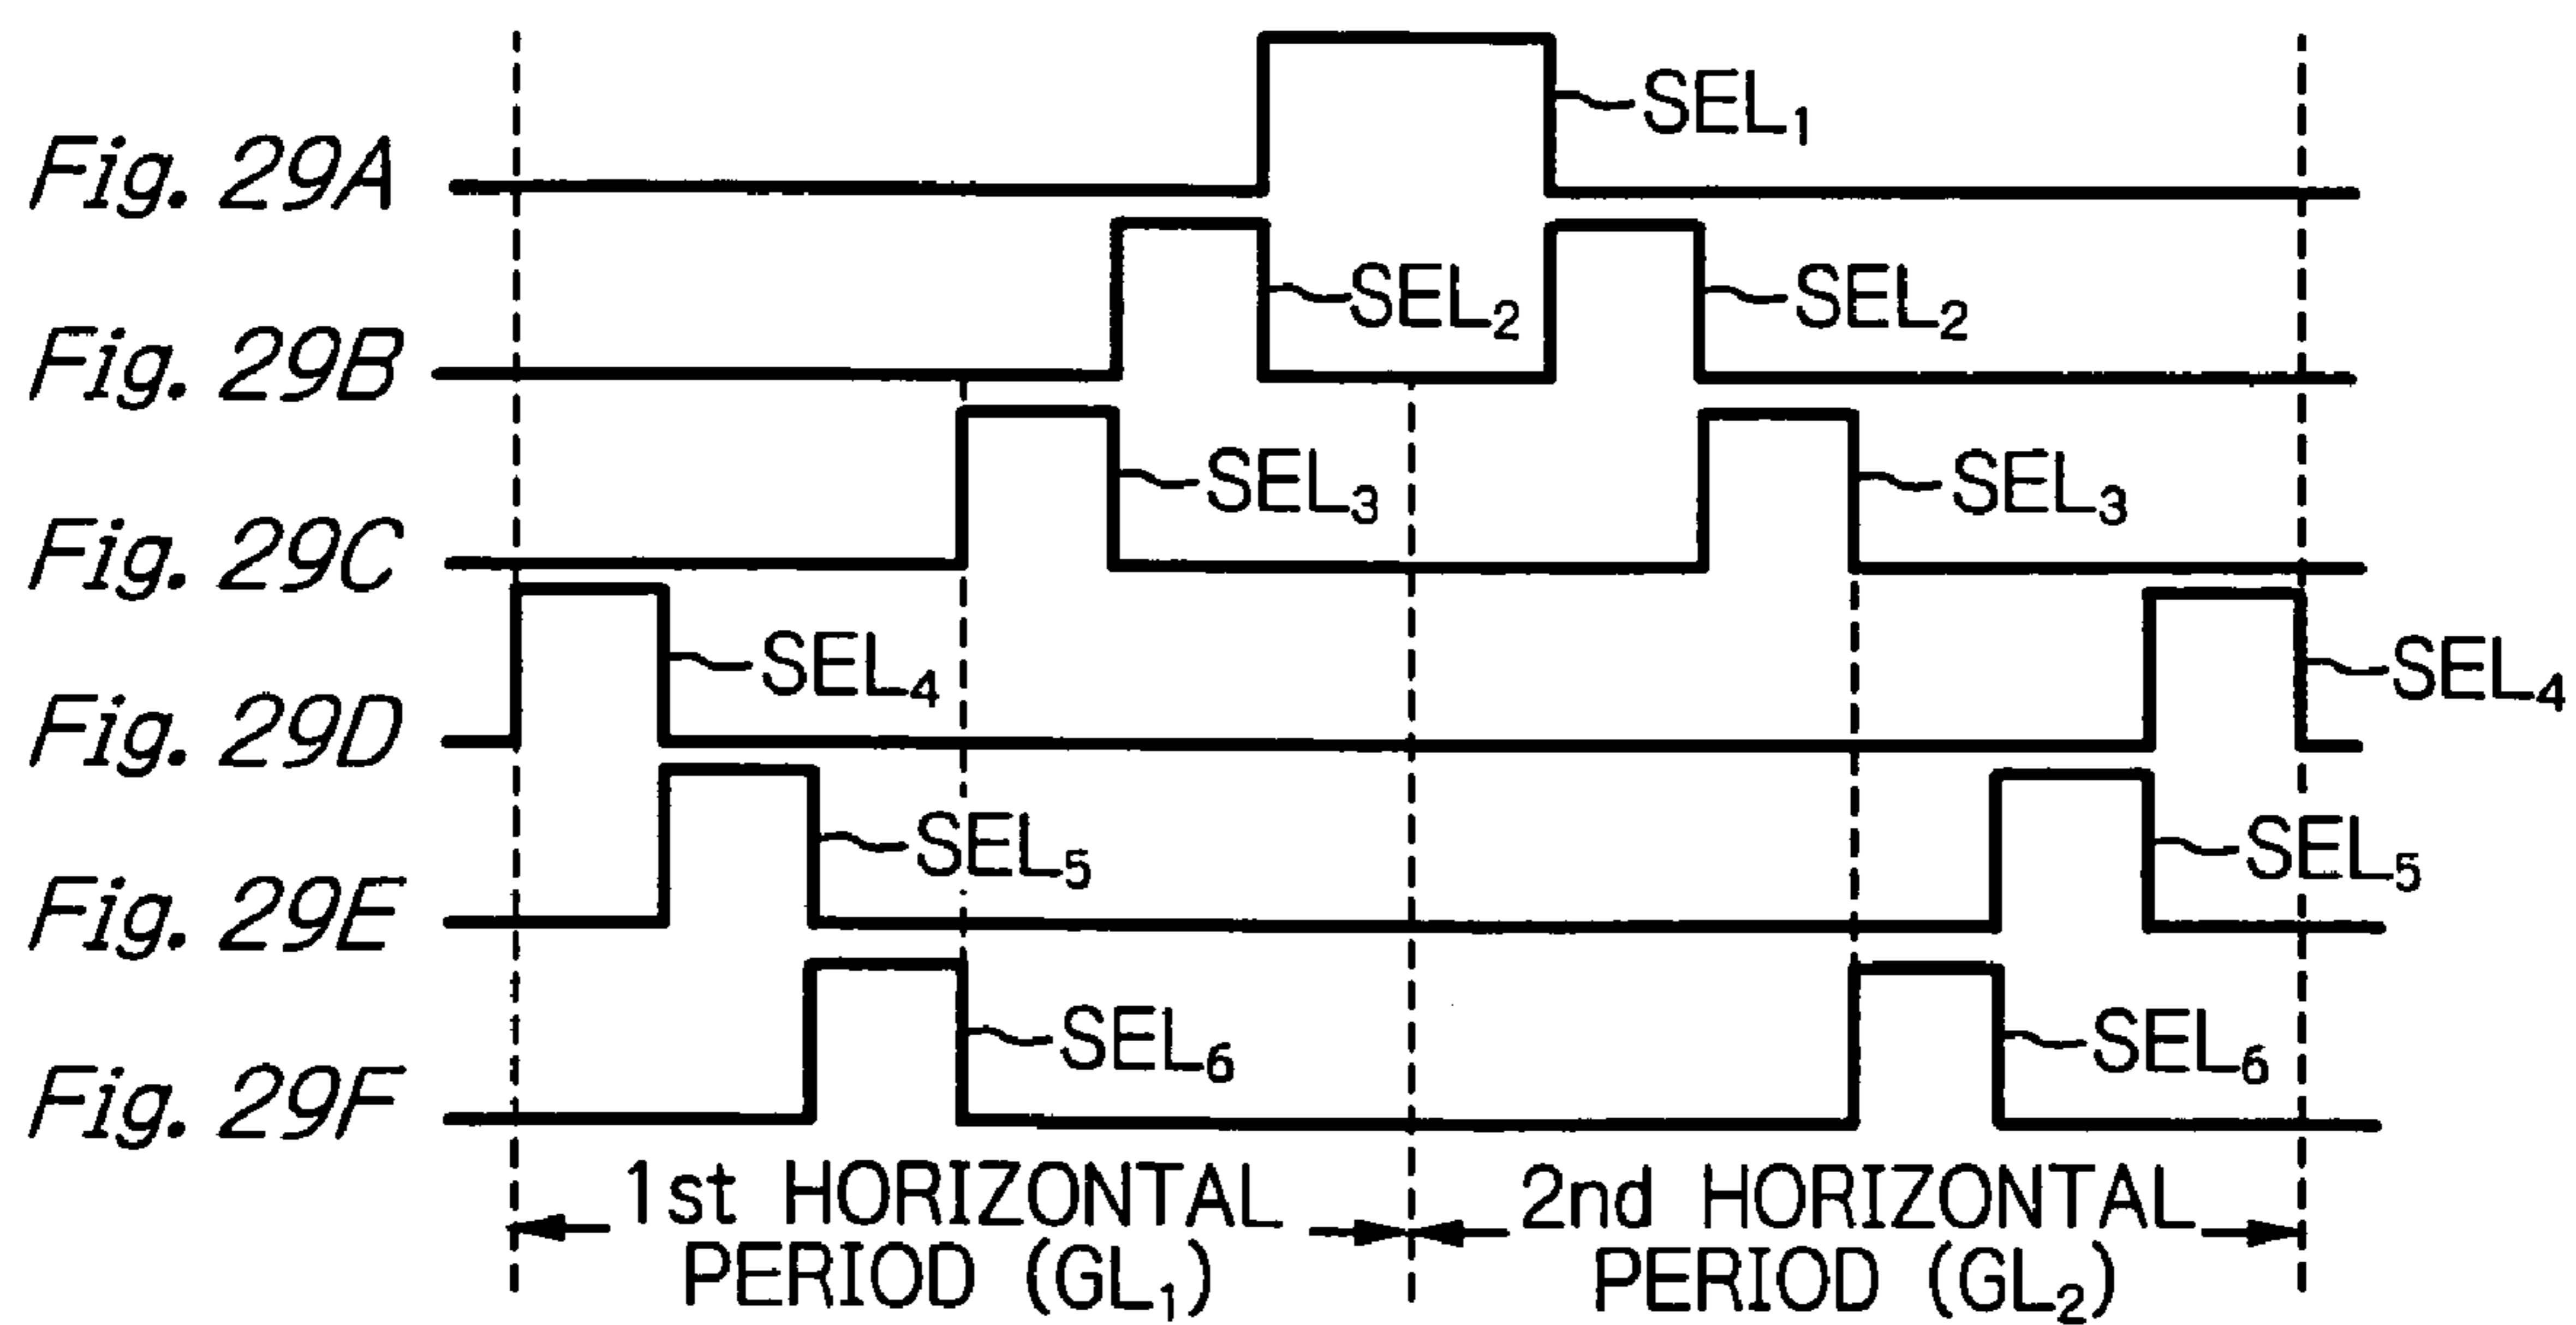 Fig. 29A SEL₁
Fig. 29B SEL₂ SEL₂
Fig. 29C SEL₃ SEL₃
Fig. 29D SEL₄ SEL₄
Fig. 29E SEL₅ SEL₅
Fig. 29F SEL₆ SEL₆
1st HORIZONTAL PERIOD (GL₁)
2nd HORIZONTAL PERIOD (GL₂)